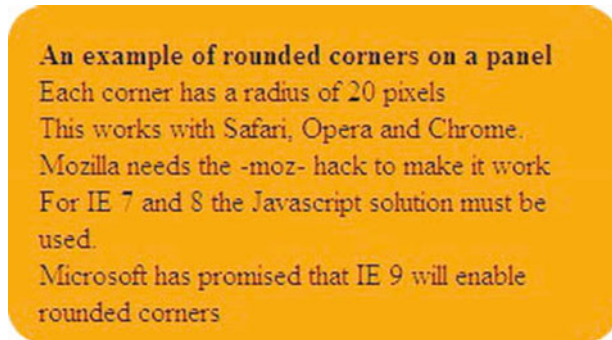 An example of rounded corners on a panel
Each corner has a radius of 20 pixels
This works with Safari, Opera and Chrome.
Mozilla needs the -moz- hack to make it work
For IE 7 and 8 the Javascript solution must be
used.
Microsoft has promised that IE 9 will enable
rounded corners